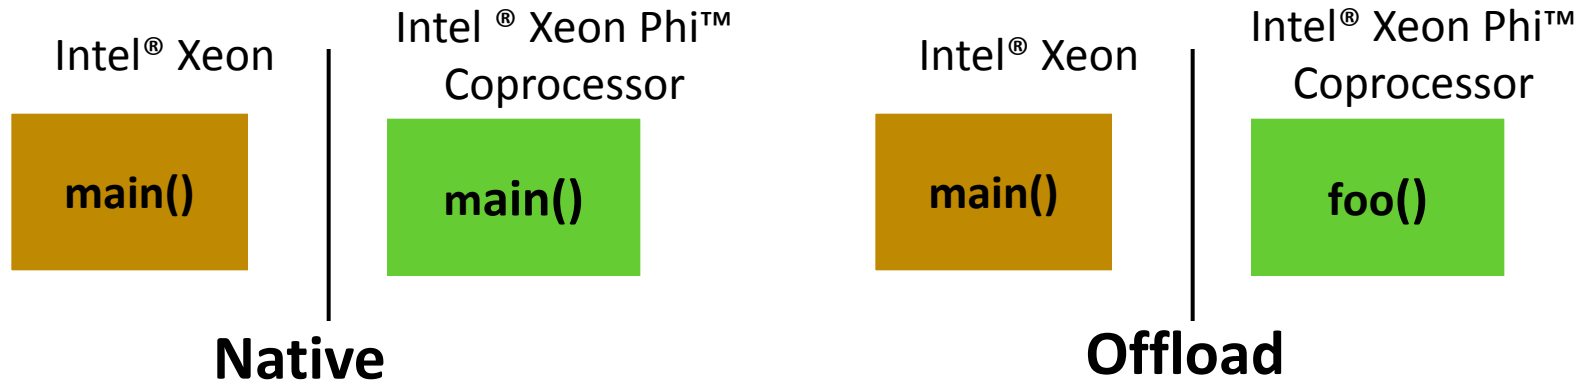 Intel® Xeon
Intel ® Xeon Phi™
Coprocessor
main()
main()
Native
Intel® Xeon
Intel® Xeon Phi™
Coprocessor
main()
foo()
Offload